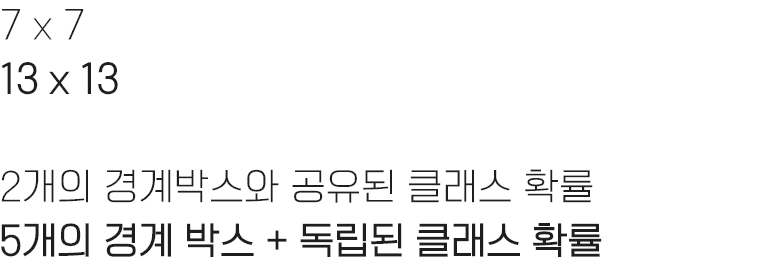 7 x 7
13 x 13
2개의 경계박스와 공유된 클래스 확률
5개의 경계 박스 + 독립된 클래스 확률